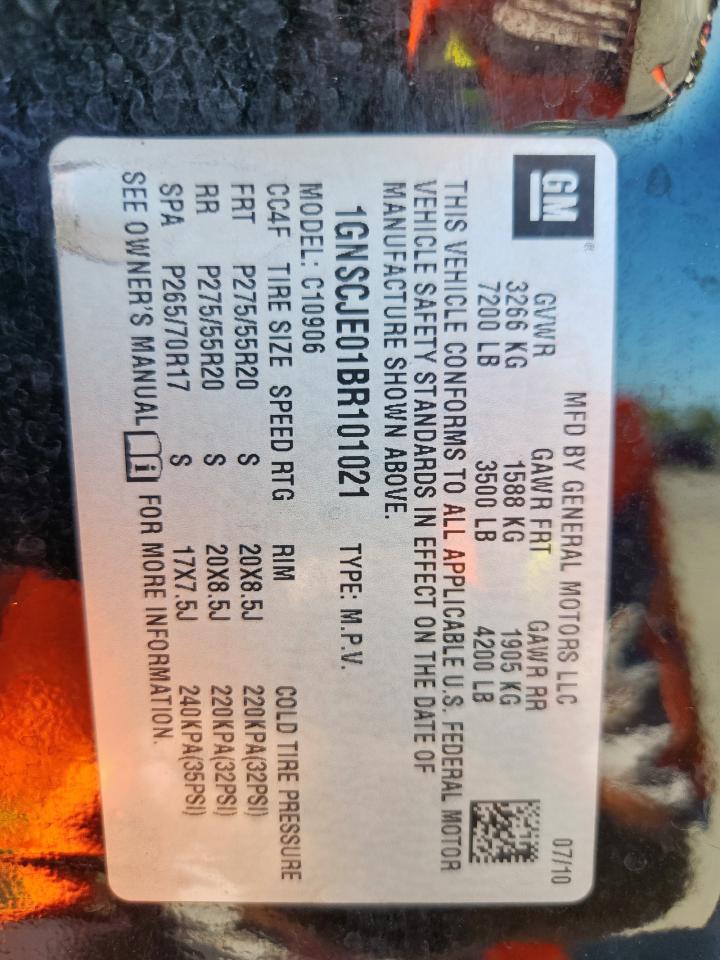 GM®
MFD BY GENERAL MOTORS LLC 07/10
GVWR GAWR FRT GAWR RR
3266 KG 1588 KG 1905 KG
7200 LB 3500 LB 4200 LB
THIS VEHICLE CONFORMS TO ALL APPLICABLE U.S. FEDERAL MOTOR
VEHICLE SAFETY STANDARDS IN EFFECT ON THE DATE OF
MANUFACTURE SHOWN ABOVE.
1GNSCJE01BR101021 TYPE: M.P.V.
MODEL: C10906
CC4F TIRE SIZE SPEED RTG RIM COLD TIRE PRESSURE
FRT P275/55R20 S 20X8.5J 220KPA(32PSI)
RR P275/55R20 S 20X8.5J 220KPA(32PSI)
SPA P265/70R17 S 17X7.5J 240KPA(35PSI)
SEE OWNER'S MANUAL i FOR MORE INFORMATION.